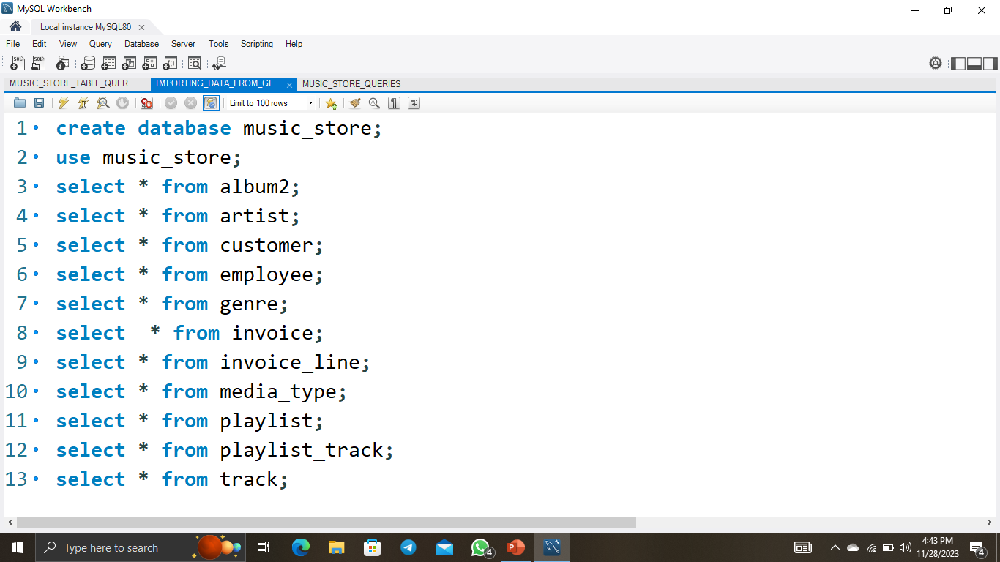 MySQL Workbench
Local instance MySQL80
File Edit View Query Database Server Tools Scripting Help
MUSIC_STORE_TABLE_QUER... IMPORTING_DATA_FROM_GI... MUSIC_STORE_QUERIES
Limit to 100 rows
1 create database music_store;
2 use music_store;
3 select * from album2;
4 select * from artist;
5 select * from customer;
6 select * from employee;
7 select * from genre;
8 select  * from invoice;
9 select * from invoice_line;
10 select * from media_type;
11 select * from playlist;
12 select * from playlist_track;
13 select * from track;
Type here to search
4
4:43 PM
11/28/2023
4